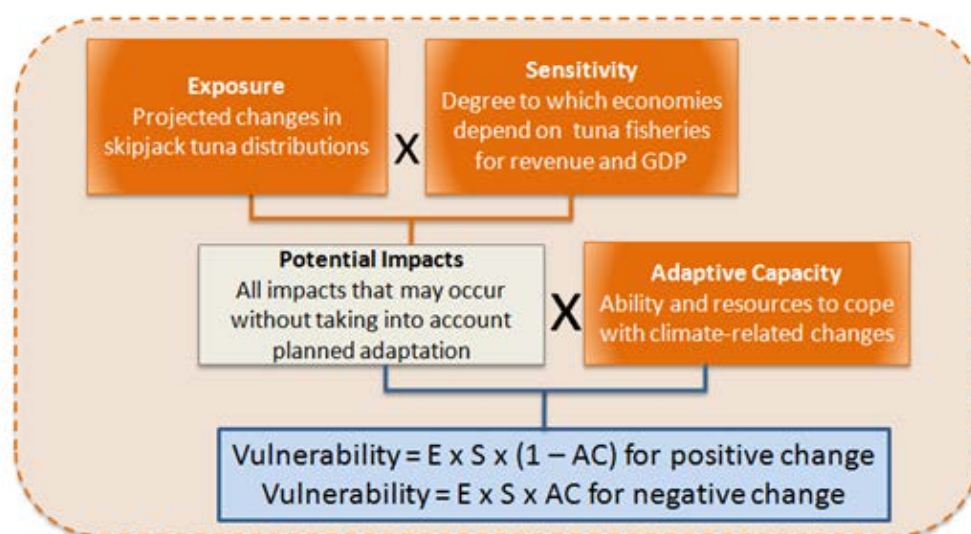 Exposure
Projected changes in
skipjack tuna distributions
X
Sensitivity
Degree to which economies
depend on tuna fisheries
for revenue and GDP
Potential Impacts
All impacts that may occur
without taking into account
planned adaptation
X
Adaptive Capacity
Ability and resources to cope
with climate-related changes
Vulnerability = E x S x (1 – AC) for positive change
Vulnerability = E x S x AC for negative change